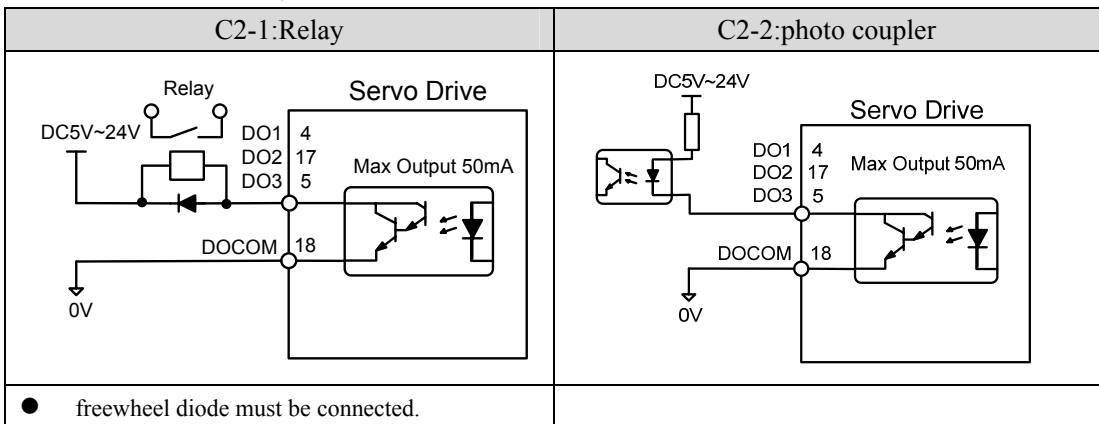 C2-1:Relay
C2-2:photo coupler
Relay
Servo Drive
DC5V~24V
DO1 4
DO2 17
DO3 5
Max Output 50mA
DOCOM 18
0V
DC5V~24V
Servo Drive
DO1 4
DO2 17
DO3 5
Max Output 50mA
DOCOM 18
0V
● freewheel diode must be connected.